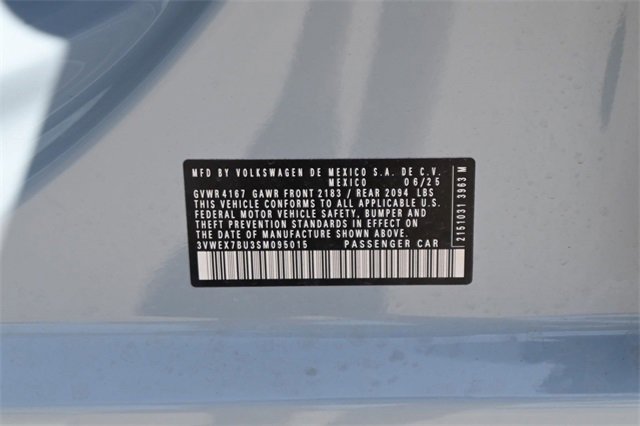 MFD BY VOLKSWAGEN DE MEXICO S.A. DE C.V.
MEXICO 06/25
GVWR 4167 GAWR FRONT 2183 / REAR 2094 LBS
THIS VEHICLE CONFORMS TO ALL APPLICABLE U.S.
FEDERAL MOTOR VEHICLE SAFETY, BUMPER AND
THEFT PREVENTION STANDARDS IN EFFECT ON
THE DATE OF MANUFACTURE SHOWN ABOVE.
3VWEX7BU3SM095015 PASSENGER CAR
2151031 3963 M